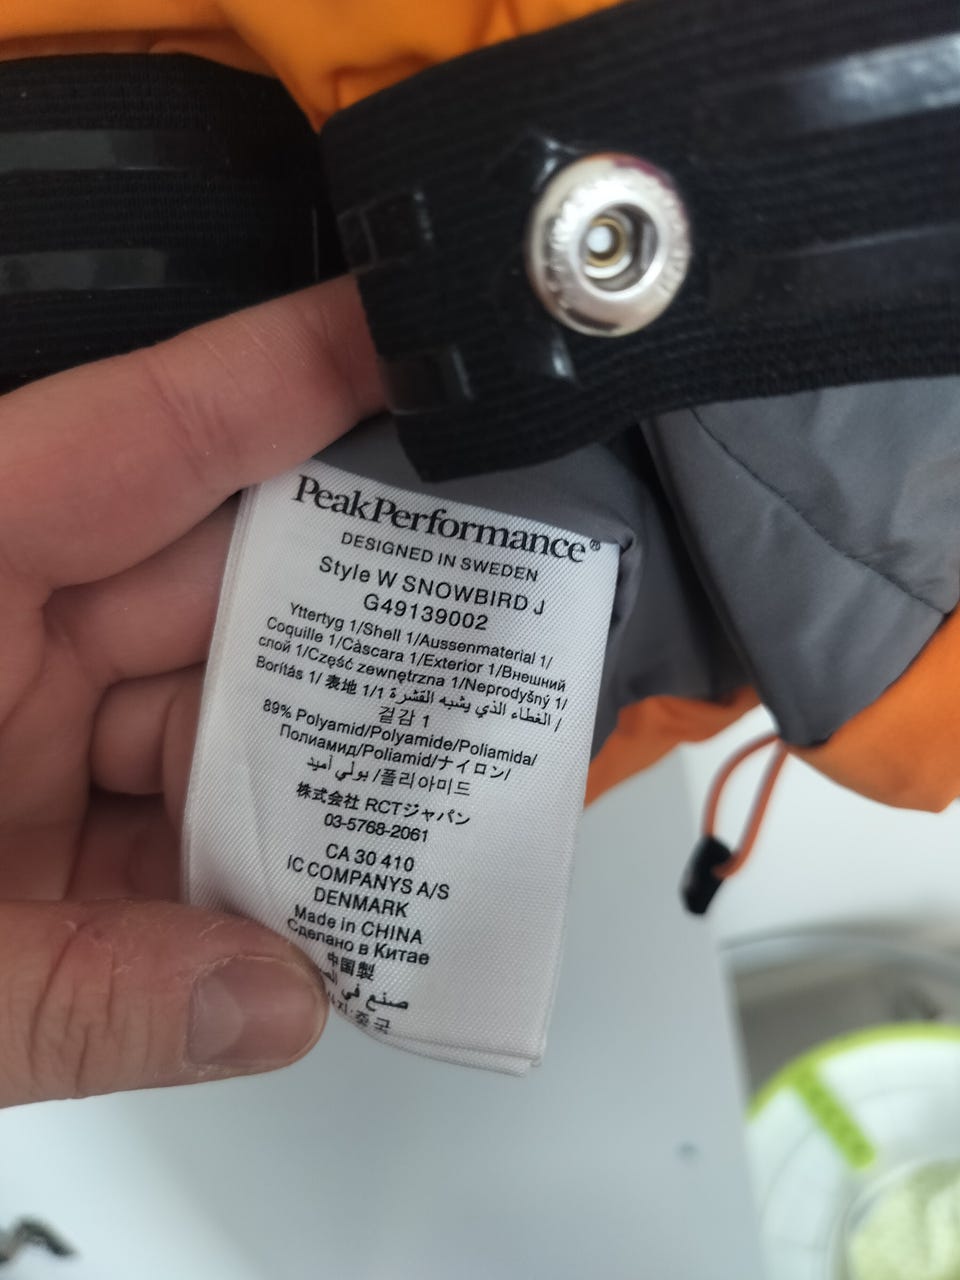 PeakPerformance®
DESIGNED IN SWEDEN
Style W SNOWBIRD J
G49139002
Yttertyg 1/Shell 1/Aussenmaterial 1/
Coquille 1/Càscara 1/Exterior 1/Внешний
слой 1/Część zewnętrzna 1/Neprodyšný 1/
Borítás 1/ 表地 1/1 الغطاء الذي يشبه القشرة /
겉감 1
89% Polyamid/Polyamide/Poliamida/
Полиамид/Poliamid/ナイロン/
بولي أميد /폴리아미드
株式会社 RCTジャパン
03-5768-2061
CA 30 410
IC COMPANYS A/S
DENMARK
Made in CHINA
Сделано в Китае
中国製
صنع في
중국